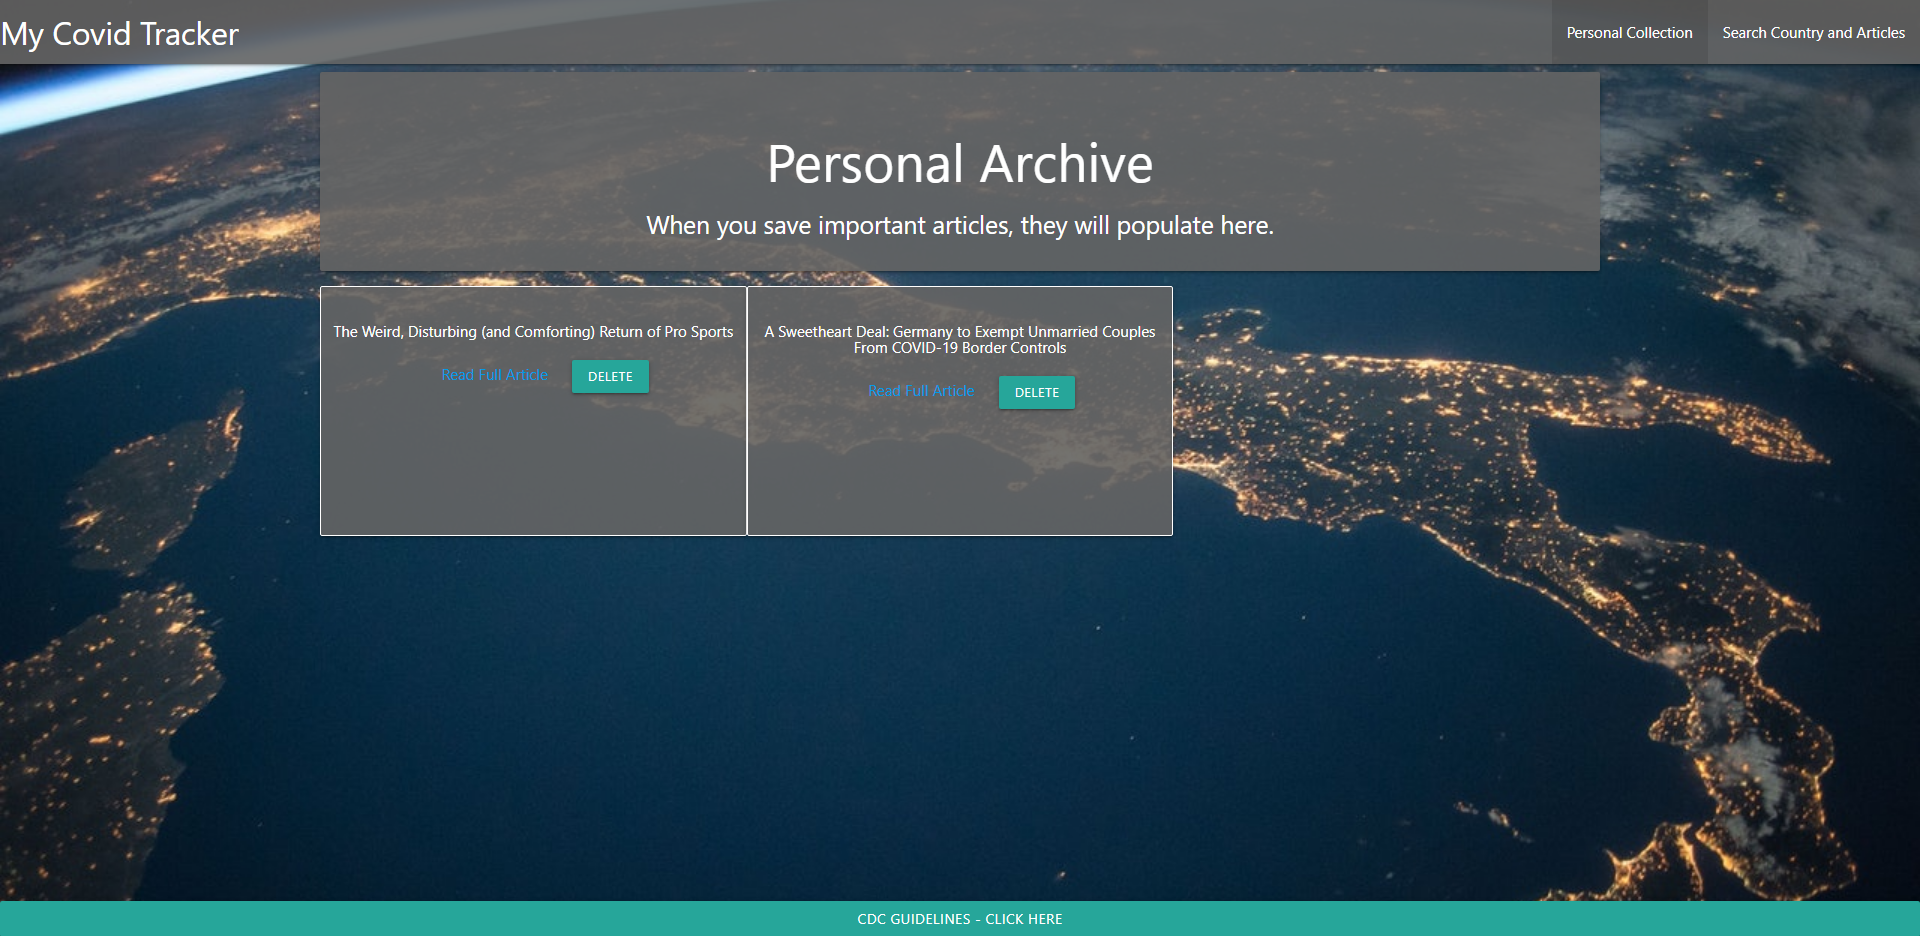 My Covid Tracker
Personal Collection
Search Country and Articles
Personal Archive
When you save important articles, they will populate here.
The Weird, Disturbing (and Comforting) Return of Pro Sports
Read Full Article
DELETE
A Sweetheart Deal: Germany to Exempt Unmarried Couples
From COVID-19 Border Controls
Read Full Article
DELETE
CDC GUIDELINES - CLICK HERE